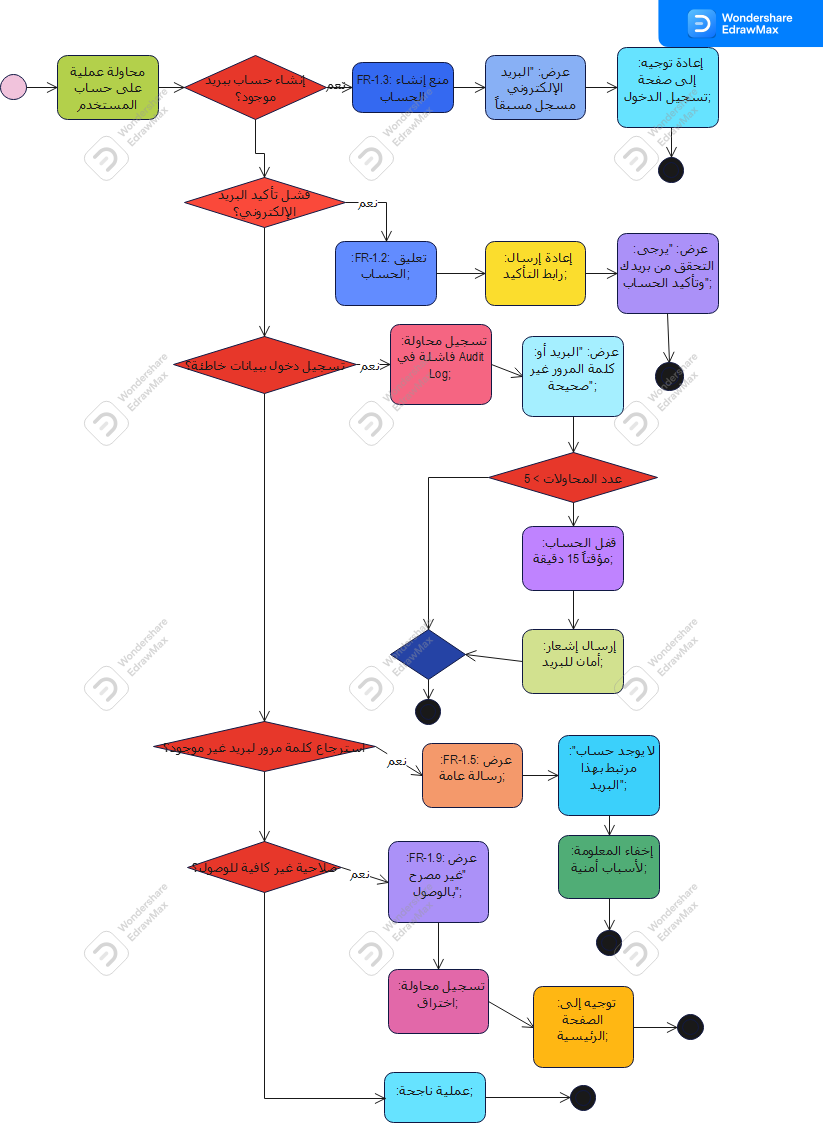 Wondershare
EdrawMax
محاولة عملية
على حساب
المستخدم
إنشاء حساب ببريد
موجود؟
نعم
FR-1.3: منع إنشاء
الحساب
عرض: "البريد
الإلكتروني
مسجل مسبقاً
إعادة توجيه:
إلى صفحة
تسجيل الدخول;
فشل تأكيد البريد
الإلكتروني؟
نعم
:FR-1.2: تعليق
الحساب;
إعادة إرسال:
رابط التأكيد;
عرض: "يرجى:
التحقق من بريدك
وتأكيد الحساب";
تسجيل دخول ببيانات خاطئة؟
نعم
تسجيل محاولة:
فاشلة في Audit
Log;
عرض: "البريد أو:
كلمة المرور غير
صحيحة";
عدد المحاولات > 5
قفل الحساب:
مؤقتاً 15 دقيقة;
إرسال إشعار:
أمان للبريد;
استرجاع كلمة مرور لبريد غير موجود؟
نعم
:FR-1.5: عرض
رسالة عامة;
لا يوجد حساب":
مرتبط بهذا
البريد";
إخفاء المعلومة:
لأسباب أمنية;
صلاحية غير كافية للوصول؟
نعم
:FR-1.9: عرض
"غير مصرح
بالوصول";
تسجيل محاولة:
اختراق;
توجيه إلى:
الصفحة
الرئيسية;
عملية ناجحة:;